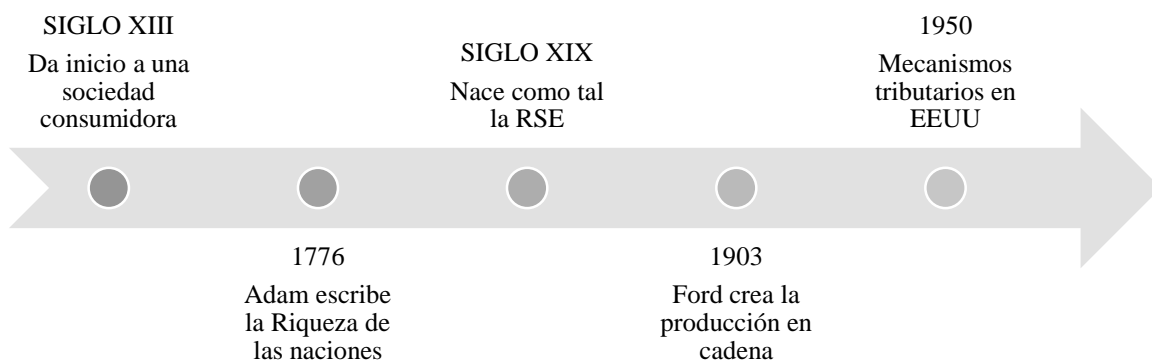 SIGLO XIII
Da inicio a una
sociedad
consumidora
1776
Adam escribe
la Riqueza de
las naciones
SIGLO XIX
Nace como tal
la RSE
1903
Ford crea la
producción en
cadena
1950
Mecanismos
tributarios en
EEUU